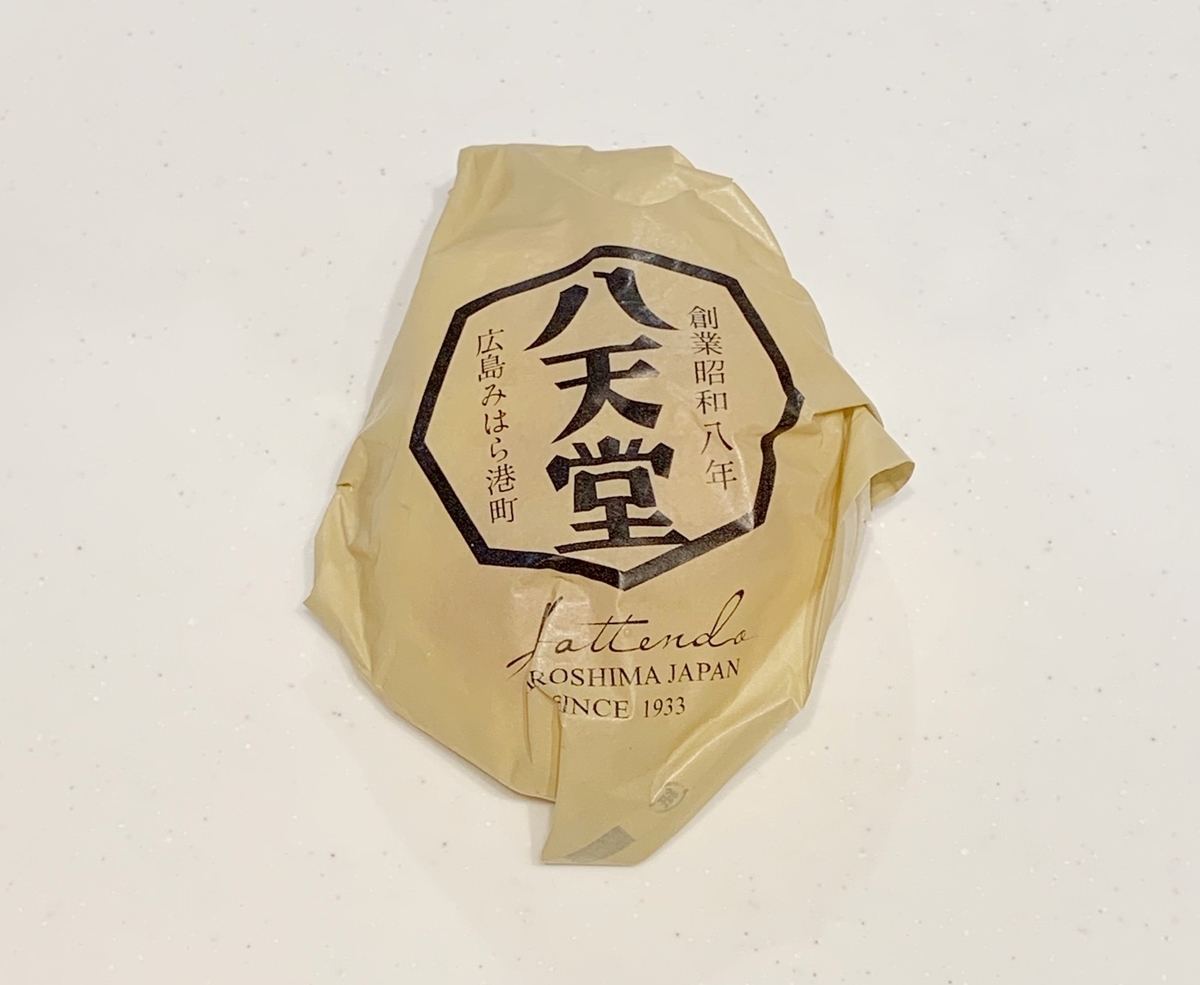 創業昭和八年
八天堂
広島みはら港町
Hattendo
ROSHIMA JAPAN
SINCE 1933